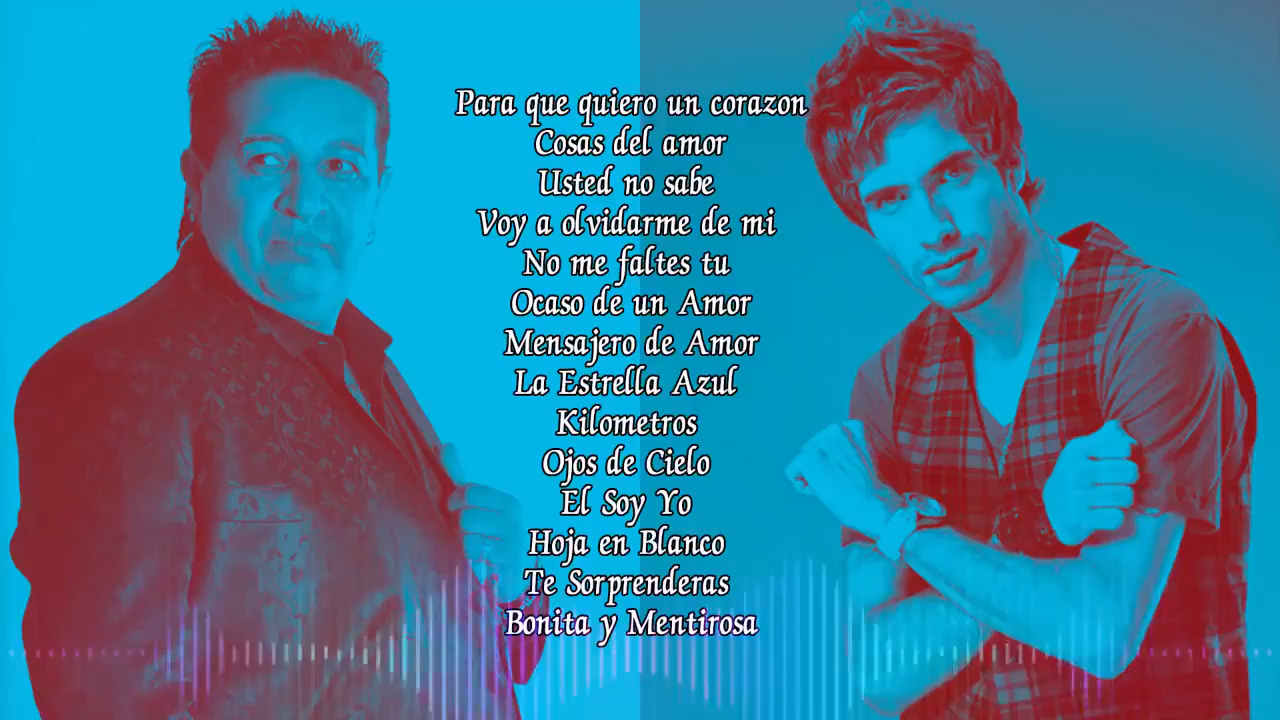 Para que quiero un corazon
Cosas del amor
Usted no sabe
Voy a olvidarme de mi
No me faltes tu
Ocaso de un Amor
Mensajero de Amor
La Estrella Azul
Kilometros
Ojos de Cielo
El Soy Yo
Hoja en Blanco
Te Sorprenderas
Bonita y Mentirosa